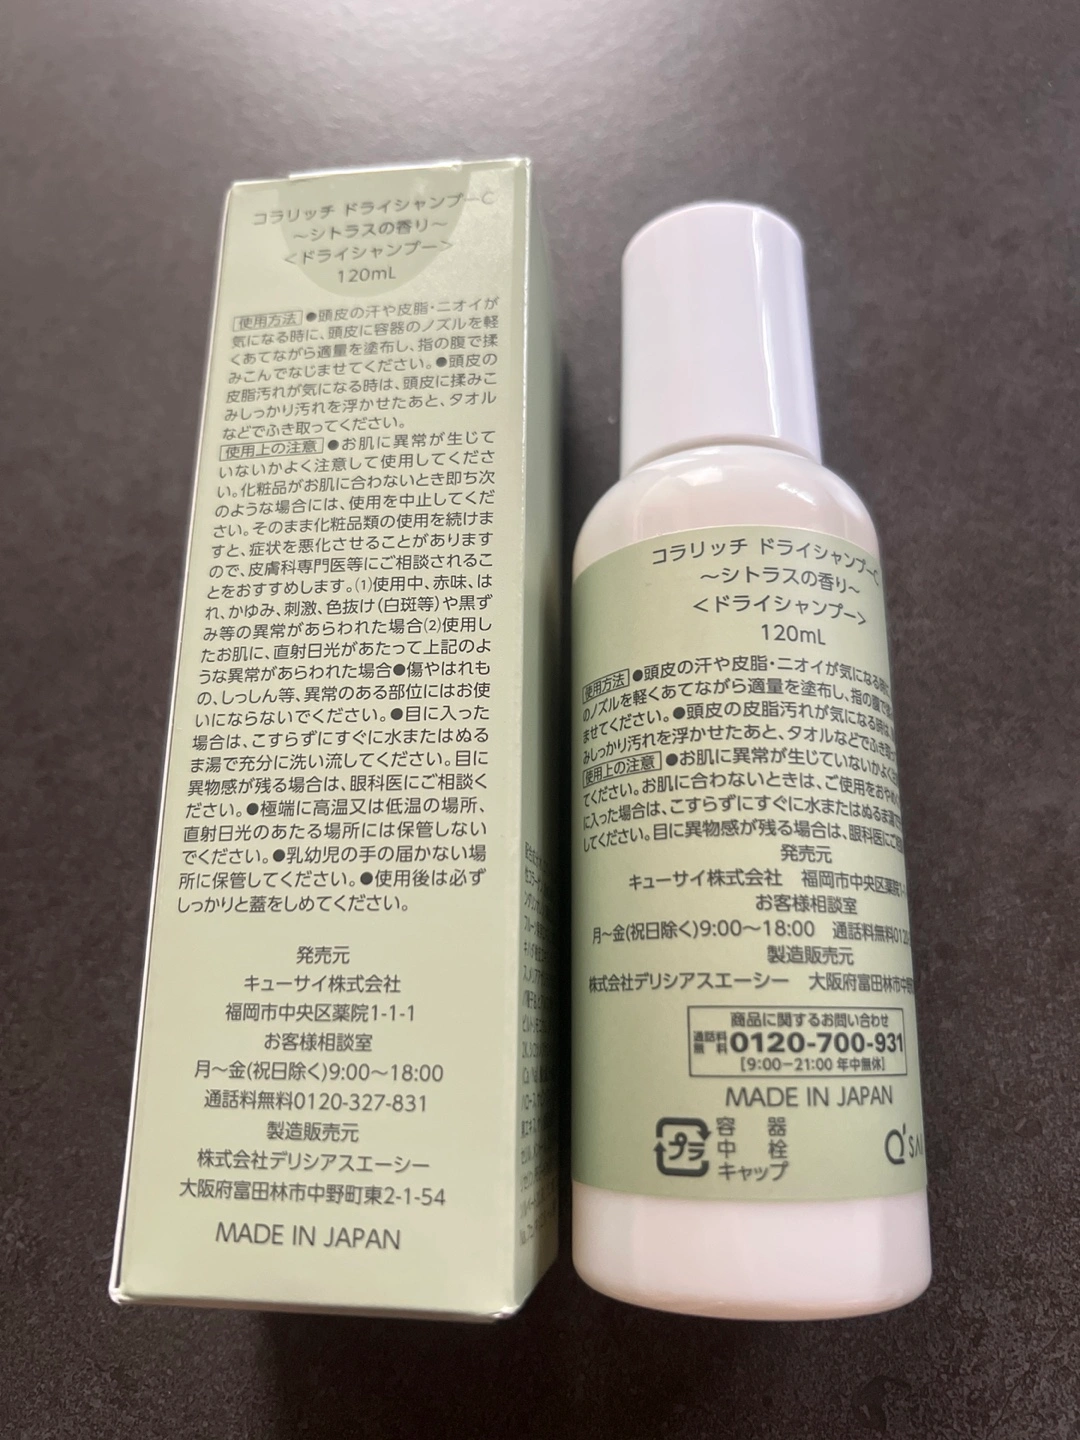 コラリッチ ドライシャンプーC
〜シトラスの香り〜
<ドライシャンプー>
120mL
使用方法 ●頭皮の汗や皮脂・ニオイが
気になる時に、頭皮に容器のノズルを軽
くあてながら適量を塗布し、指の腹で揉
みこんでなじませてください。●頭皮の
皮脂汚れが気になる時は、頭皮に揉みこ
みしっかり汚れを浮かせたあと、タオル
などでふき取ってください。
使用上の注意 ●お肌に異常が生じて
いないかよく注意して使用してくださ
い。化粧品がお肌に合わないとき即ち次
のような場合には、使用を中止してくだ
さい。そのまま化粧品類の使用を続けま
すと、症状を悪化させることがあります
ので、皮膚科専門医等にご相談されるこ
とをおすすめします。(1)使用中、赤味、は
れ、かゆみ、刺激、色抜け(白斑等)や黒ず
み等の異常があらわれた場合(2)使用し
たお肌に、直射日光があたって上記のよ
うな異常があらわれた場合●傷やはれも
の、しっしん等、異常のある部位にはお使
いにならないでください。●目に入った
場合は、こすらずにすぐに水またはぬる
ま湯で充分に洗い流してください。目に
異物感が残る場合は、眼科医にご相談く
ださい。●極端に高温又は低温の場所、
直射日光のあたる場所には保管しない
でください。●乳幼児の手の届かない場
所に保管してください。●使用後は必ず
しっかりと蓋をしめてください。
発売元
キューサイ株式会社
福岡市中央区薬院1-1-1
お客様相談室
月〜金(祝日除く)9:00〜18:00
通話料無料0120-327-831
製造販売元
株式会社デリシアスエーシー
大阪府富田林市中野町東2-1-54
MADE IN JAPAN
コラリッチ ドライシャンプーC
〜シトラスの香り〜
<ドライシャンプー>
120mL
使用方法 ●頭皮の汗や皮脂・ニオイが気になる時に
のノズルを軽くあてながら適量を塗布し、指の腹で
ませてください。●頭皮の皮脂汚れが気になる時は、
みしっかり汚れを浮かせたあと、タオルなどでふき取っ
使用上の注意 ●お肌に異常が生じていないかよく注
てください。お肌に合わないときは、ご使用をおやめ
に入った場合は、こすらずにすぐに水またはぬるま湯で
してください。目に異物感が残る場合は、眼科医にご相
発売元
キューサイ株式会社 福岡市中央区薬院1-
お客様相談室
月〜金(祝日除く)9:00〜18:00 通話料無料0120
製造販売元
株式会社デリシアスエーシー 大阪府富田林市中野
商品に関するお問い合わせ
通話料無料 0120-700-931
[9:00−21:00 年中無休]
MADE IN JAPAN
プラ
容器
中栓
キャップ
Q'SAI